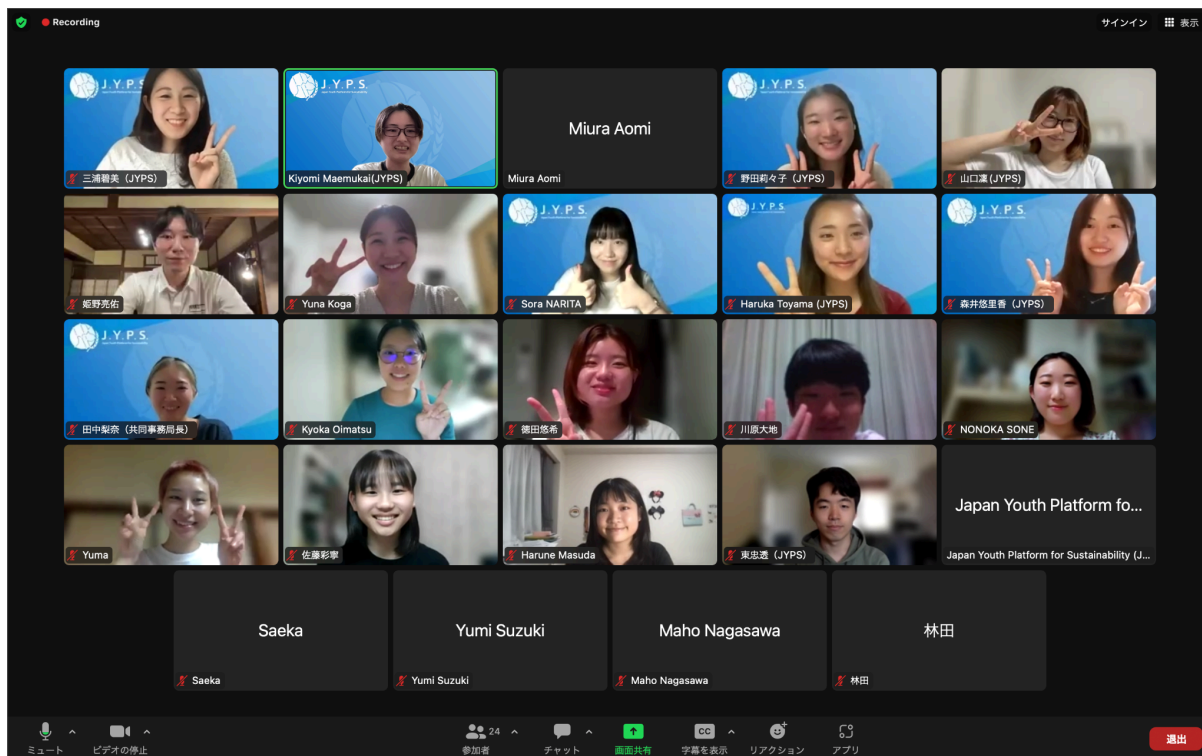 Recording
サインイン
表示
J.Y.P.S
三浦碧美（JYPS）
J.Y.P.S.
Kiyomi Maemukai(JYPS)
Miura Aomi
Miura Aomi
J.Y.P.S.
野田莉々子（JYPS）
山口凜(JYPS)
姫野亮佑
Yuna Koga
J.Y.P.S.
Sora NARITA
J.Y.P.S.
Haruka Toyama (JYPS)
J.Y.P.S.
森井悠里香（JYPS）
J.Y.P.S.
田中梨奈（共同事務局長）
Kyoka Oimatsu
徳田悠希
川原大地
NONOKA SONE
Yuma
佐藤彩寧
Harune Masuda
東忠透（JYPS）
Japan Youth Platform fo...
Japan Youth Platform for Sustainability (J...
Saeka
Saeka
Yumi Suzuki
Yumi Suzuki
Maho Nagasawa
Maho Nagasawa
林田
林田
ミュート
ビデオの停止
24
参加者
チャット
画面共有
CC
字幕を表示
リアクション
アプリ
退出